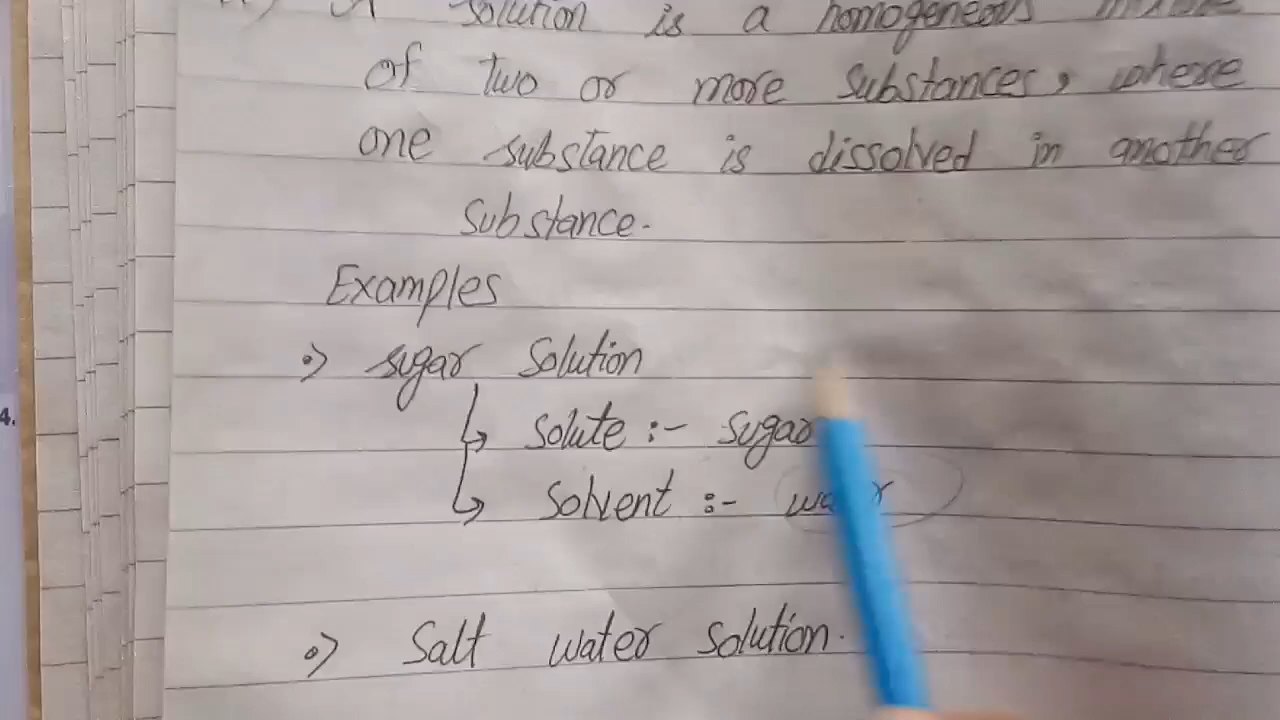 A solution is a homogeneous
of two or more substances, where
one substance is dissolved in another
substance.
Examples
•> sugar solution
↳ solute :- sugar
↳ solvent :-
•> Salt water solution.
4.